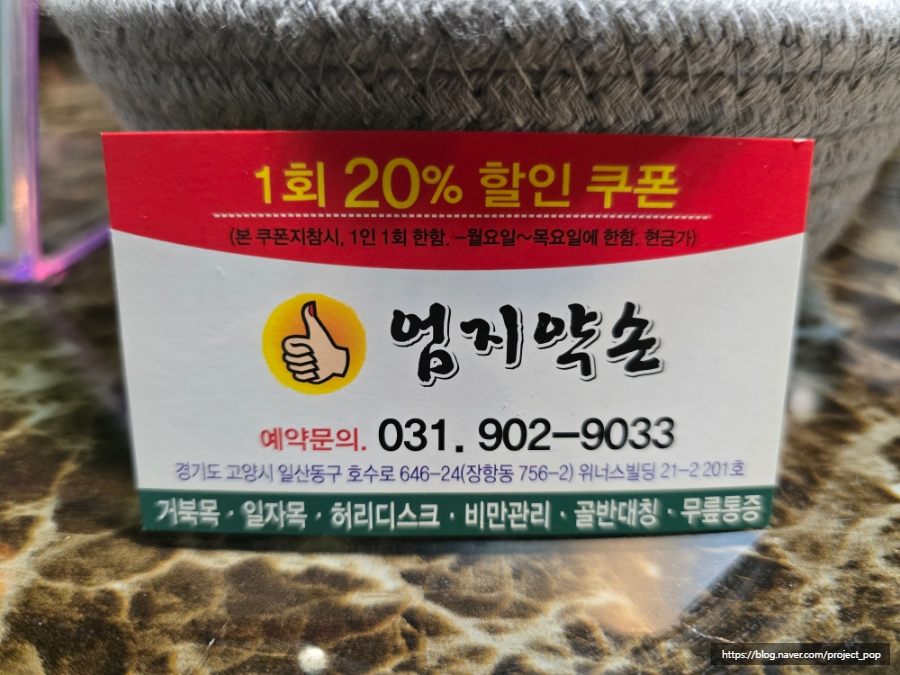 1회 20% 할인 쿠폰
(본 쿠폰지참시, 1인 1회 한함. -월요일~목요일에 한함. 현금가)
엄지약손
예약문의. 031. 902-9033
경기도 고양시 일산동구 호수로 646-24(장항동 756-2) 위너스빌딩 21-2 201호
거북목 · 일자목 · 허리디스크 · 비만관리 · 골반대칭 · 무릎통증
https://blog.naver.com/project_pop